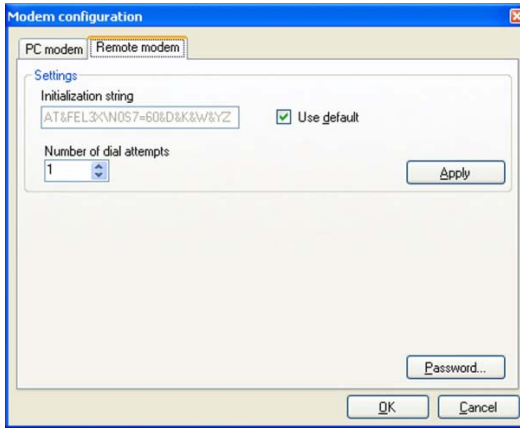 Modem configuration
PC modem
Remote modem
Settings
Initialization string
AT&FEL3X\N0S7=60&D&K&W&YZ
Use default
Number of dial attempts
1
Apply
Password...
OK
Cancel